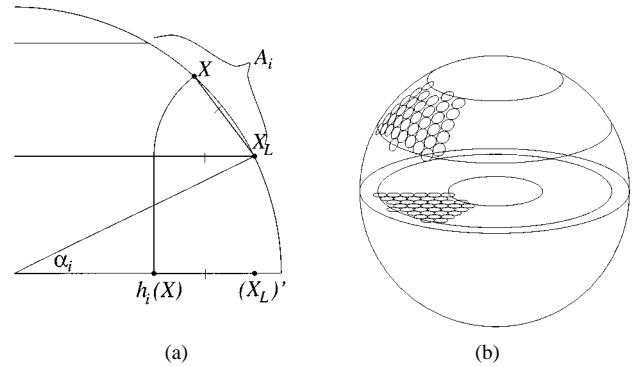 A_i
X
X_L
α_i
h_i(X) (X_L)'
(a) (b)